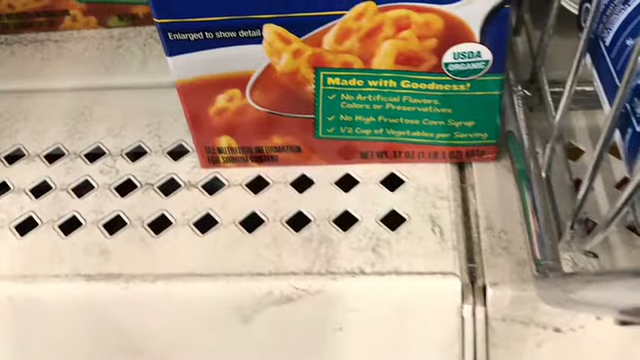 Enlarged to show detail
USDA
ORGANIC
Made with Goodness!
✓ No Artificial Flavors,
Colors or Preservatives
✓ No High Fructose Corn Syrup
✓ 1/2 Cup of Vegetables per Serving
SEE NUTRITION INFORMATION
FOR SODIUM CONTENT
NET WT. 17 OZ (1 LB 1 OZ)